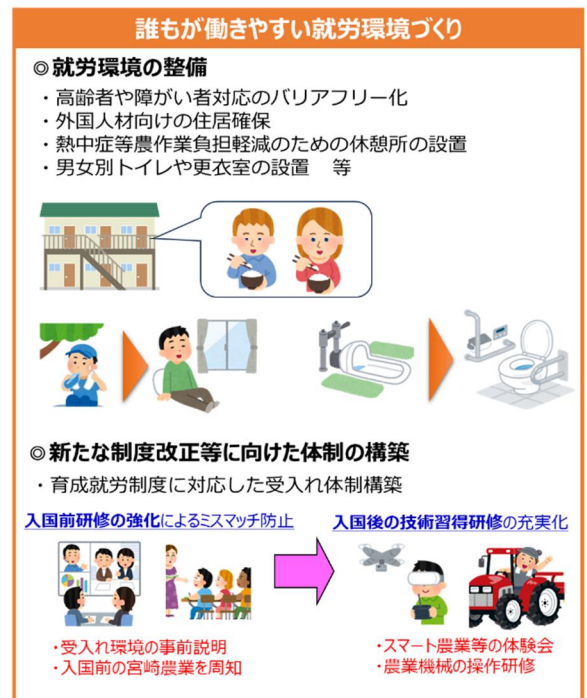 誰もが働きやすい就労環境づくり
◎就労環境の整備
・高齢者や障がい者対応のバリアフリー化
・外国人材向けの住居確保
・熱中症等農作業負担軽減のための休憩所の設置
・男女別トイレや更衣室の設置　等
◎新たな制度改正等に向けた体制の構築
・育成就労制度に対応した受入れ体制構築
入国前研修の強化によるミスマッチ防止
入国後の技術習得研修の充実化
・受入れ環境の事前説明
・入国前の宮崎農業を周知
・スマート農業等の体験会
・農業機械の操作研修